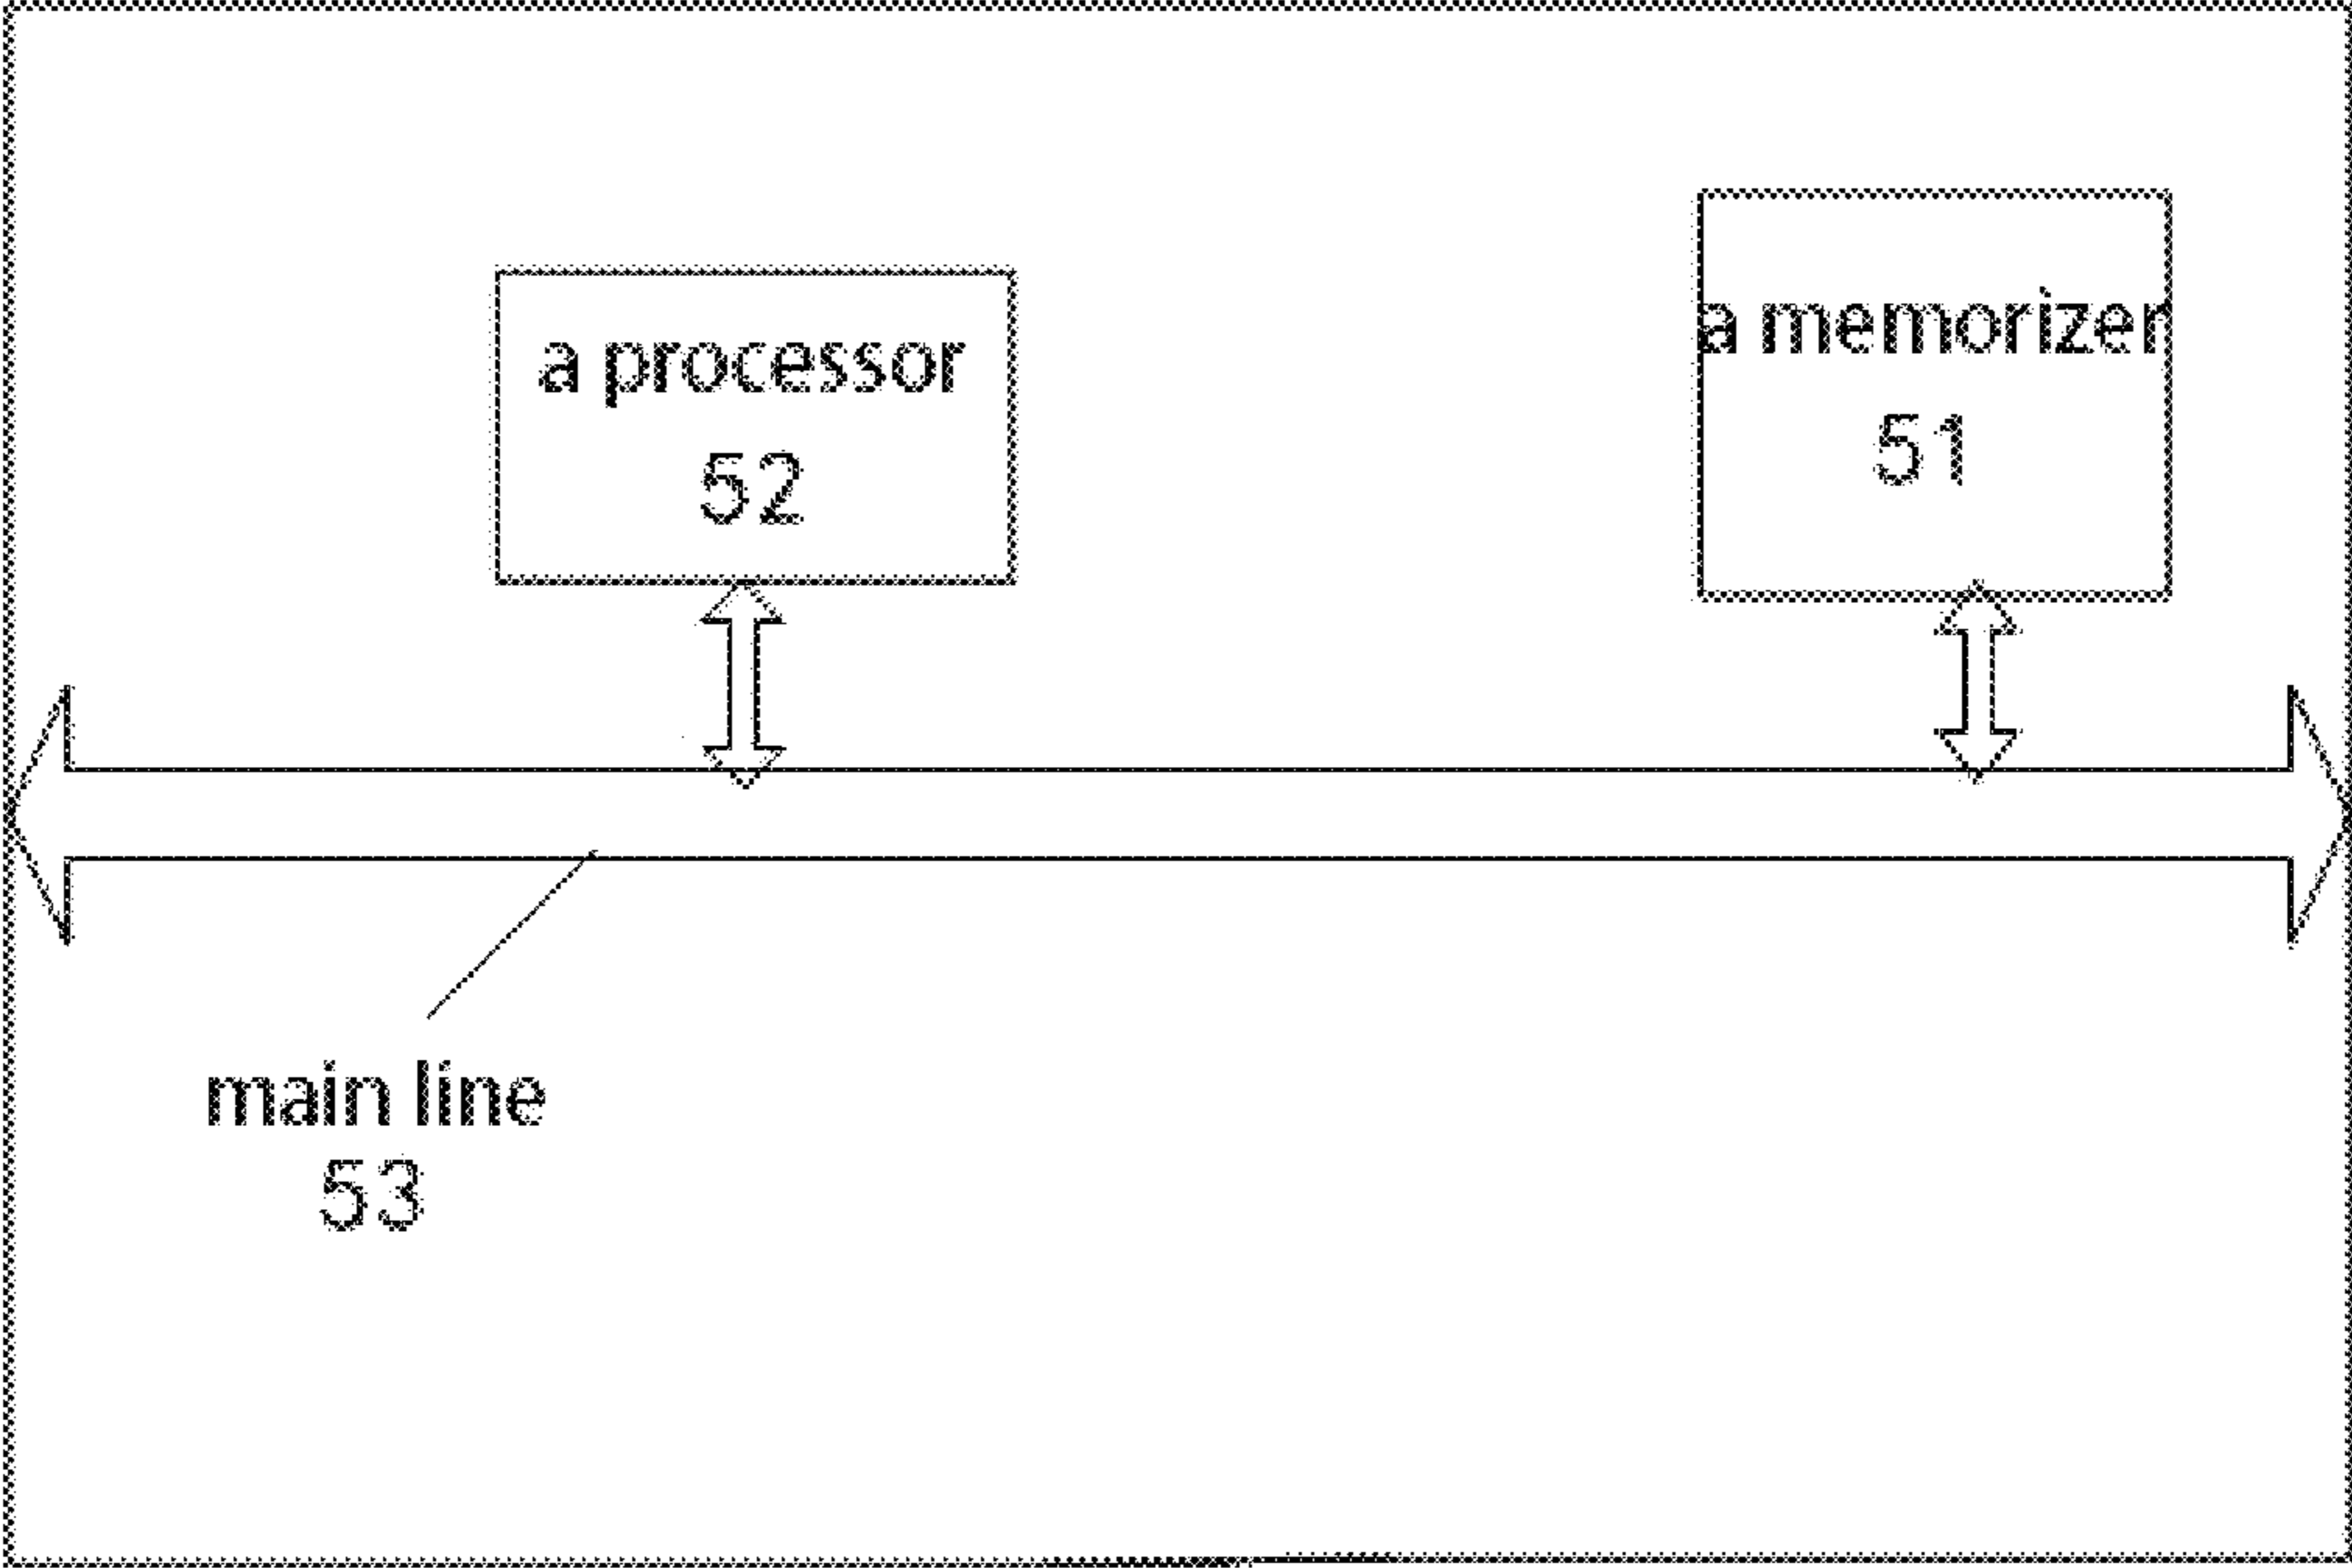 a processor
52
a memorizer
51
main line
53